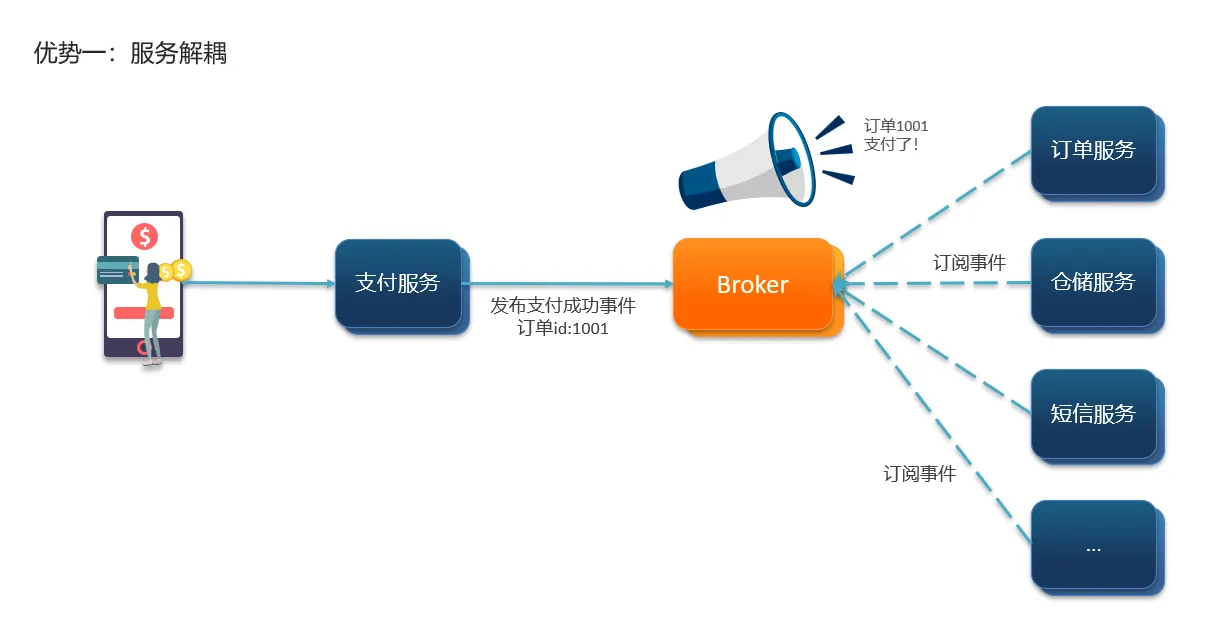 优势一：服务解耦
订单1001
支付了！
订单服务
订阅事件
仓储服务
支付服务
Broker
发布支付成功事件
订单id:1001
短信服务
订阅事件
...